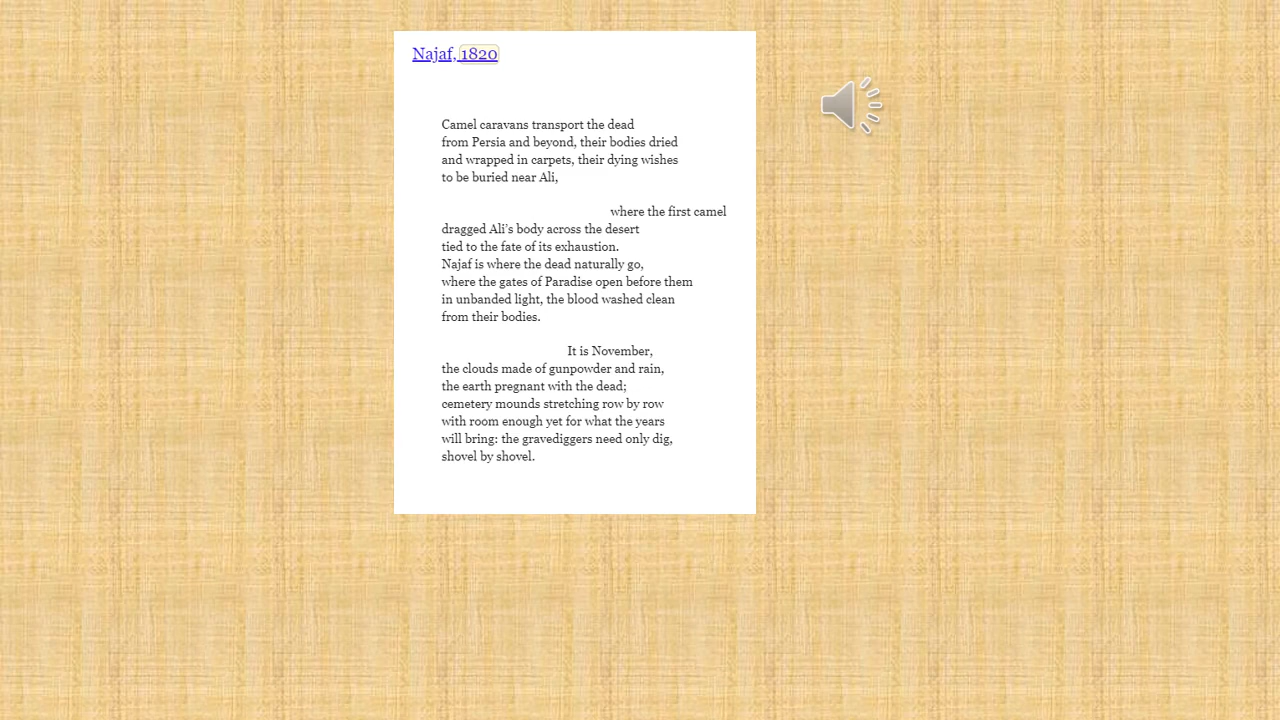 Najaf, 1820
Camel caravans transport the dead
from Persia and beyond, their bodies dried
and wrapped in carpets, their dying wishes
to be buried near Ali,
where the first camel
dragged Ali’s body across the desert
tied to the fate of its exhaustion.
Najaf is where the dead naturally go,
where the gates of Paradise open before them
in unbanded light, the blood washed clean
from their bodies.
It is November,
the clouds made of gunpowder and rain,
the earth pregnant with the dead;
cemetery mounds stretching row by row
with room enough yet for what the years
will bring: the gravediggers need only dig,
shovel by shovel.